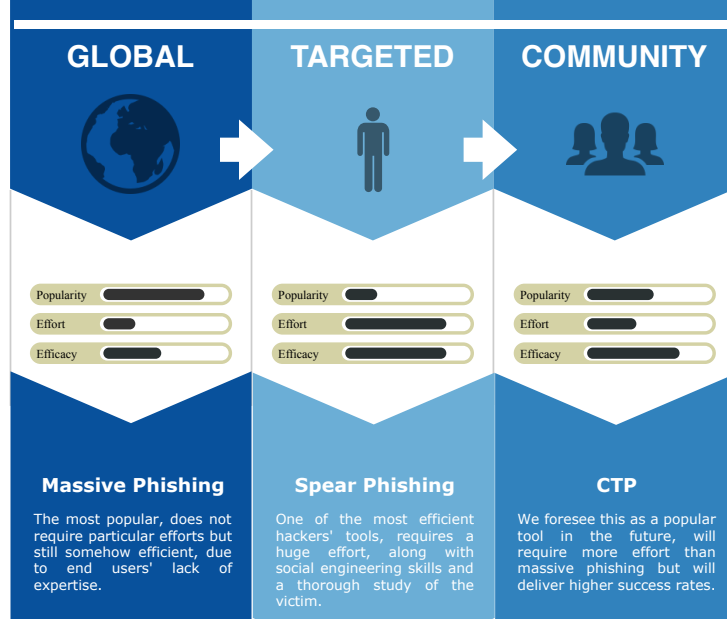 GLOBAL
TARGETED
COMMUNITY
Popularity
Effort
Efficacy
Popularity
Effort
Efficacy
Popularity
Effort
Efficacy
Massive Phishing
The most popular, does not
require particular efforts but
still somehow efficient, due
to end users' lack of
expertise.
Spear Phishing
One of the most efficient
hackers' tools, requires a
huge effort, along with
social engineering skills and
a thorough study of the
victim.
CTP
We foresee this as a popular
tool in the future, will
require more effort than
massive phishing but will
deliver higher success rates.